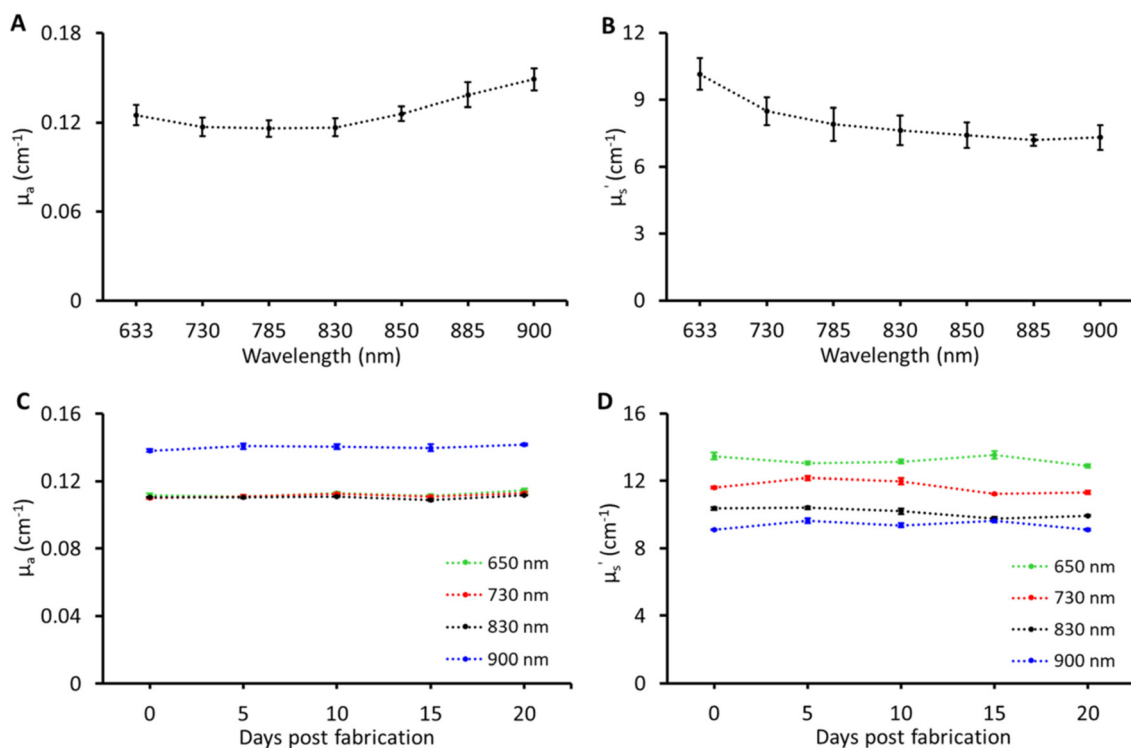 A
0.18
0.12
0.06
0
μa (cm-1)
633 730 785 830 850 885 900
Wavelength (nm)
B
12
9
6
3
0
μs' (cm-1)
633 730 785 830 850 885 900
Wavelength (nm)
C
0.16
0.12
0.08
0.04
0
μa (cm-1)
650 nm
730 nm
830 nm
900 nm
0 5 10 15 20
Days post fabrication
D
16
12
8
4
0
μs' (cm-1)
650 nm
730 nm
830 nm
900 nm
0 5 10 15 20
Days post fabrication